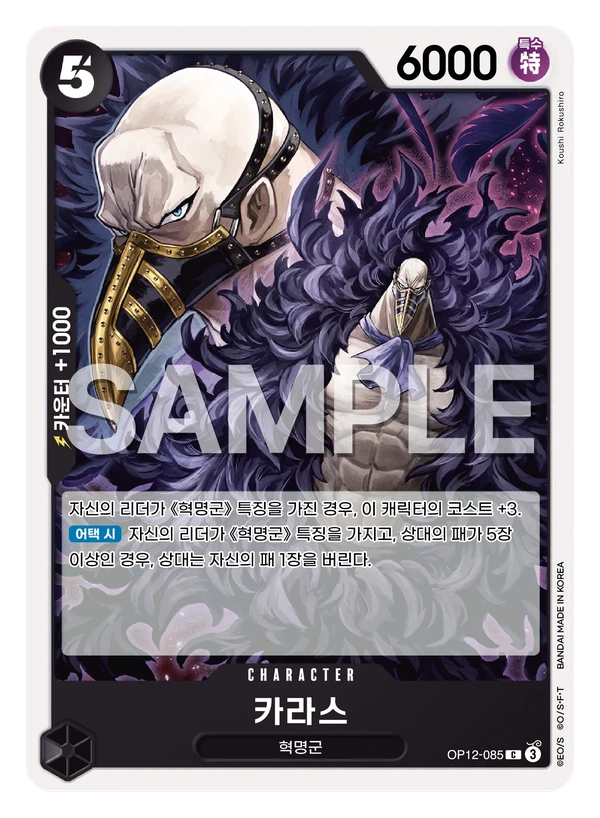 5
6000
특수
特
Koushi Rokushiro
카운터 +1000
SAMPLE
자신의 리더가 《혁명군》 특징을 가진 경우, 이 캐릭터의 코스트 +3.
어택 시 자신의 리더가 《혁명군》 특징을 가지고, 상대의 패가 5장
이상인 경우, 상대는 자신의 패 1장을 버린다.
CHARACTER
카라스
혁명군
OP12-085 C 3
©EO/S ©O/S・F・T BANDAI MADE IN KOREA